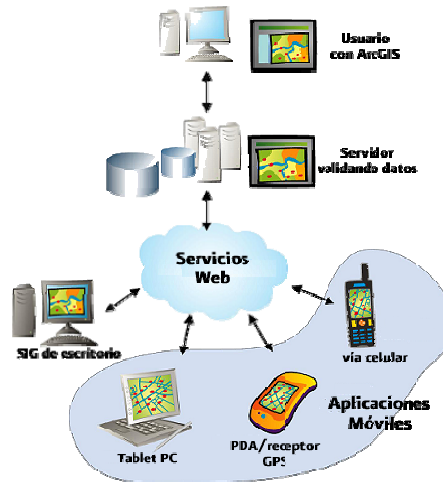 Usuario
con ArcGIS
Servidor
validando datos
Servicios
Web
SIG de escritorio
vía celular
Aplicaciones
Móviles
Tablet PC
PDA/receptor
GPS